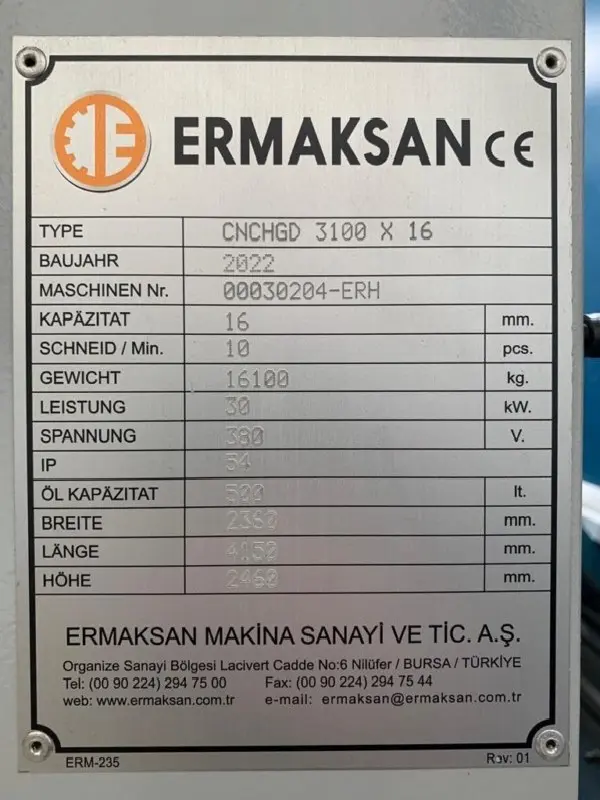 ERMAKSAN CE
TYPE CNCHGD 3100 X 16
BAUJAHR 2022
MASCHINEN Nr. 00030204-ERH
KAPÄZITAT 16 mm.
SCHNEID / Min. 10 pcs.
GEWICHT 16100 kg.
LEISTUNG 30 kW.
SPANNUNG 380 V.
IP 54
ÖL KAPÄZITAT 500 lt.
BREITE 2360 mm.
LÄNGE 4150 mm.
HÖHE 2460 mm.
ERMAKSAN MAKİNA SANAYİ VE TİC. A.Ş.
Organize Sanayi Bölgesi Lacivert Cadde No:6 Nilüfer / BURSA / TÜRKİYE
Tel: (00 90 224) 294 75 00 Fax: (00 90 224) 294 75 44
web: www.ermaksan.com.tr e-mail: ermaksan@ermaksan.com.tr
ERM-235 Rev: 01